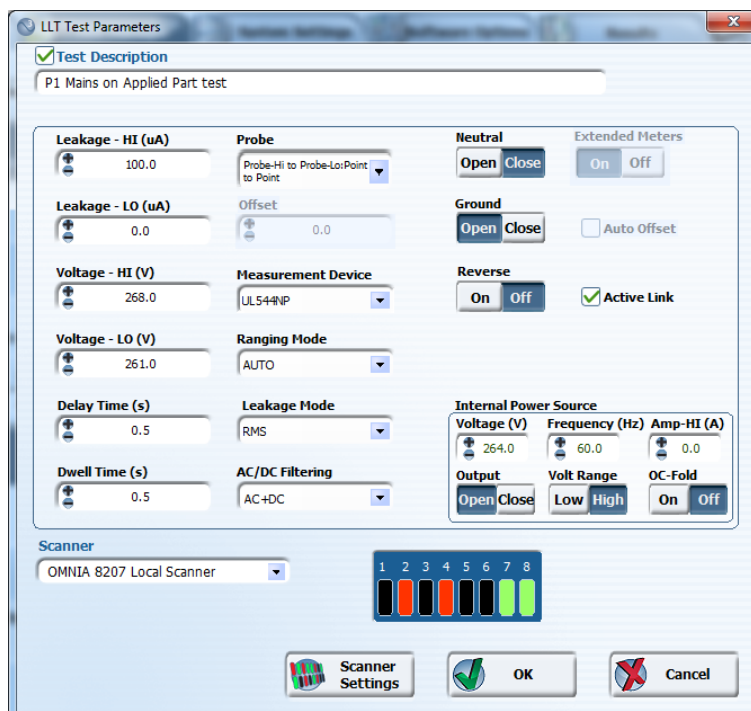 LLT Test Parameters
Test Description
P1 Mains on Applied Part test
Leakage - HI (uA)
100.0
Leakage - LO (uA)
0.0
Voltage - HI (V)
268.0
Voltage - LO (V)
261.0
Delay Time (s)
0.5
Dwell Time (s)
0.5
Probe
Probe-Hi to Probe-Lo:Point
to Point
Offset
0.0
Measurement Device
UL544NP
Ranging Mode
AUTO
Leakage Mode
RMS
AC/DC Filtering
AC+DC
Neutral
Open Close
Ground
Open Close
Reverse
On Off
Extended Meters
On Off
Auto Offset
Active Link
Internal Power Source
Voltage (V) Frequency (Hz) Amp-HI (A)
264.0 60.0 0.0
Output Volt Range OC-Fold
Open Close Low High On Off
Scanner
OMNIA 8207 Local Scanner
1 2 3 4 5 6 7 8
Scanner
Settings
OK
Cancel